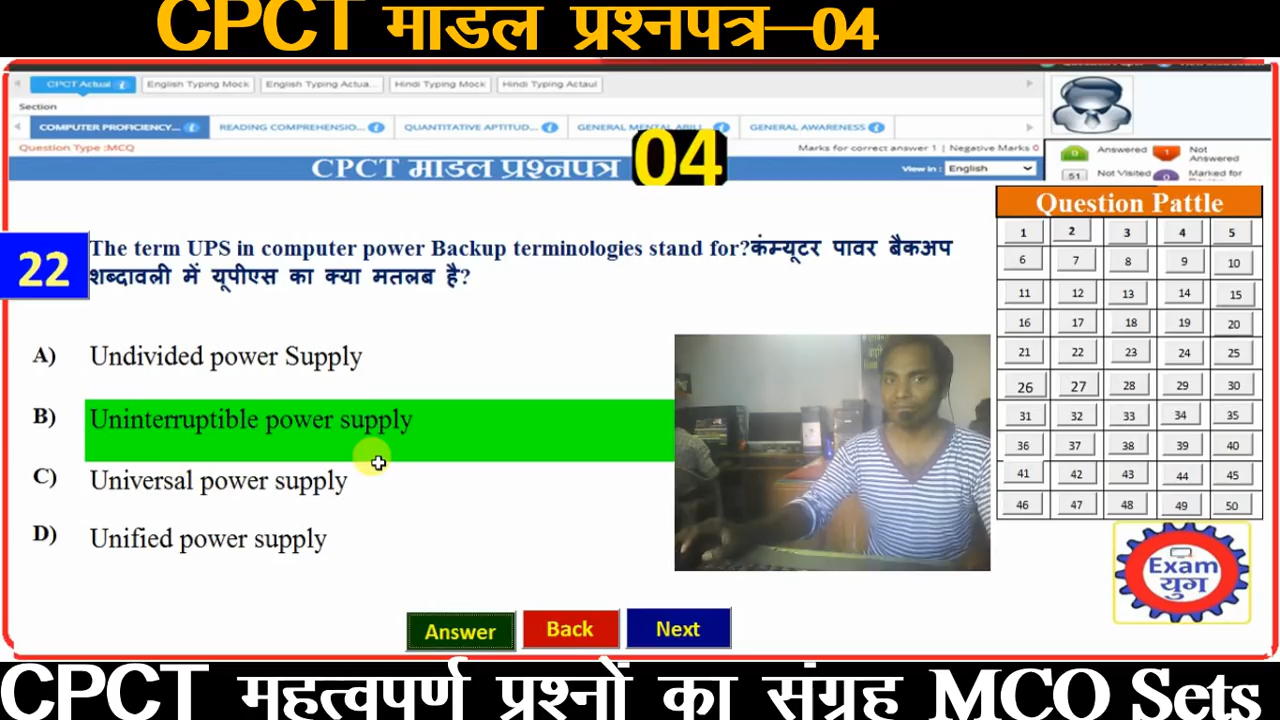 CPCT माडल प्रश्नपत्र–04
CPCT Actual
English Typing Mock
English Typing Actua...
Hindi Typing Mock
Hindi Typing Actaul
Section
COMPUTER PROFICIENCY...
READING COMPREHENSIO...
QUANTITATIVE APTITUD...
GENERAL MENTAL ABILI...
GENERAL AWARENESS
Question Type :MCQ
Marks for correct answer 1 | Negative Marks 0
CPCT माडल प्रश्नपत्र 04
View in : English
0 Answered
1 Not Answered
51 Not Visited
0 Marked for
Question Pattle
1 2 3 4 5
6 7 8 9 10
11 12 13 14 15
16 17 18 19 20
21 22 23 24 25
26 27 28 29 30
31 32 33 34 35
36 37 38 39 40
41 42 43 44 45
46 47 48 49 50
22
The term UPS in computer power Backup terminologies stand for?कंम्यूटर पावर बैकअप
शब्दावली में यूपीएस का क्या मतलब है?
A) Undivided power Supply
B) Uninterruptible power supply
C) Universal power supply
D) Unified power supply
Exam
युग
Answer Back Next
CPCT महत्वपर्ण प्रश्नों का संग्रह MCQ Sets